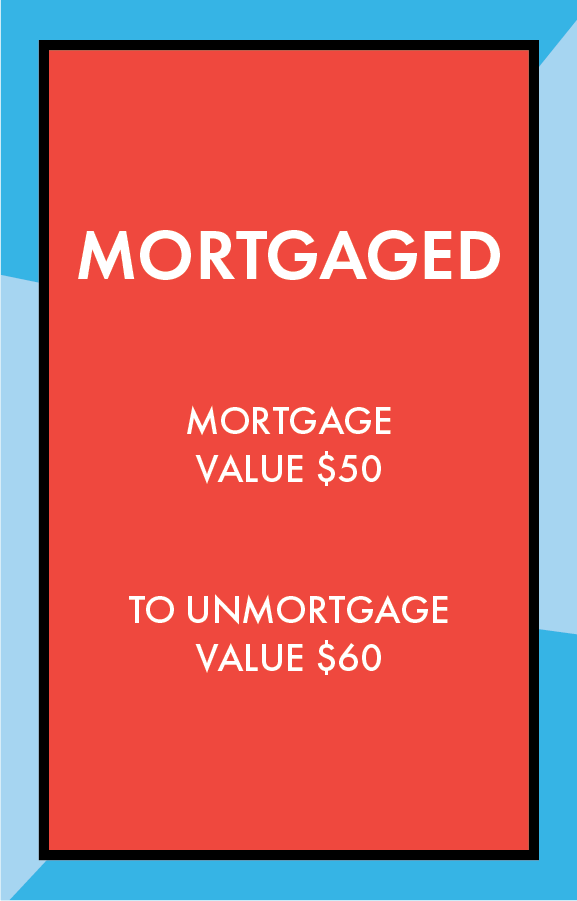 MORTGAGED
MORTGAGE
VALUE $50
TO UNMORTGAGE
VALUE $60